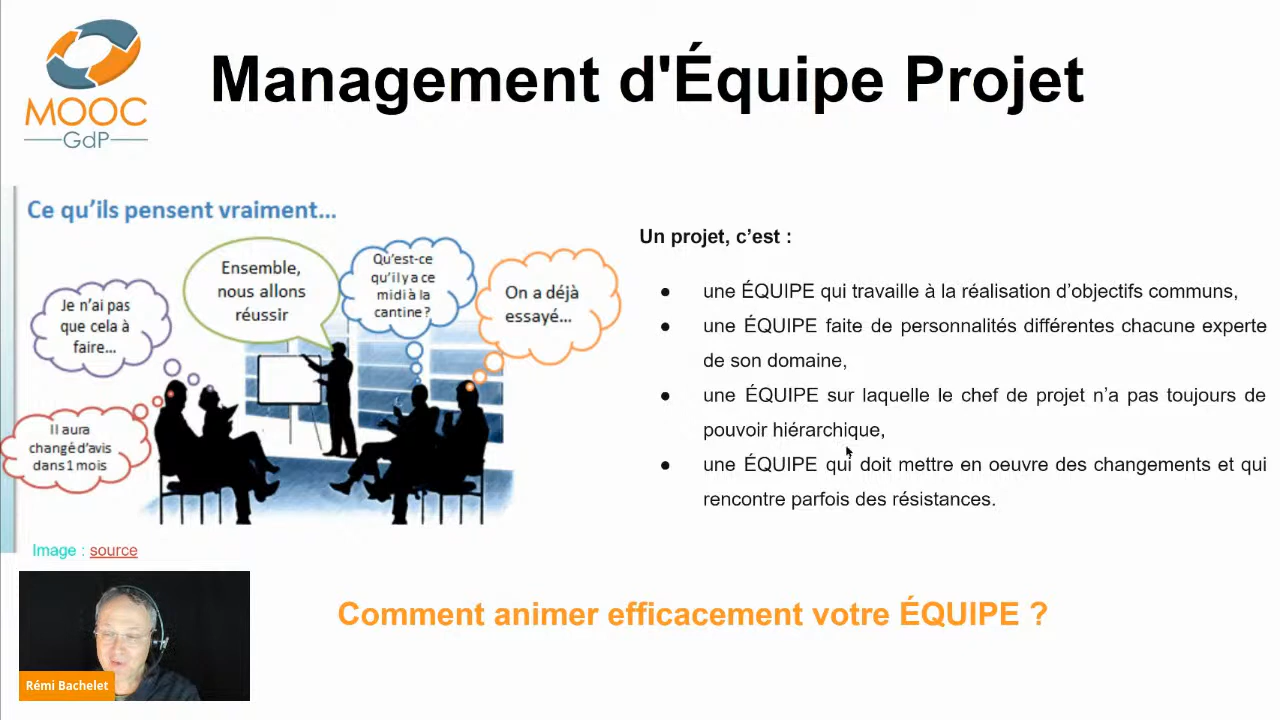 MOOC
GdP
Management d'Équipe Projet
Ce qu'ils pensent vraiment...
Je n'ai pas
que cela à
faire...
Ensemble,
nous allons
réussir
Qu'est-ce
qu'il y a ce
midi à la
cantine ?
On a déjà
essayé...
Il aura
changé d'avis
dans 1 mois
Image : source
Un projet, c'est :
● une ÉQUIPE qui travaille à la réalisation d'objectifs communs,
● une ÉQUIPE faite de personnalités différentes chacune experte
de son domaine,
● une ÉQUIPE sur laquelle le chef de projet n'a pas toujours de
pouvoir hiérarchique,
● une ÉQUIPE qui doit mettre en oeuvre des changements et qui
rencontre parfois des résistances.
Comment animer efficacement votre ÉQUIPE ?
Rémi Bachelet